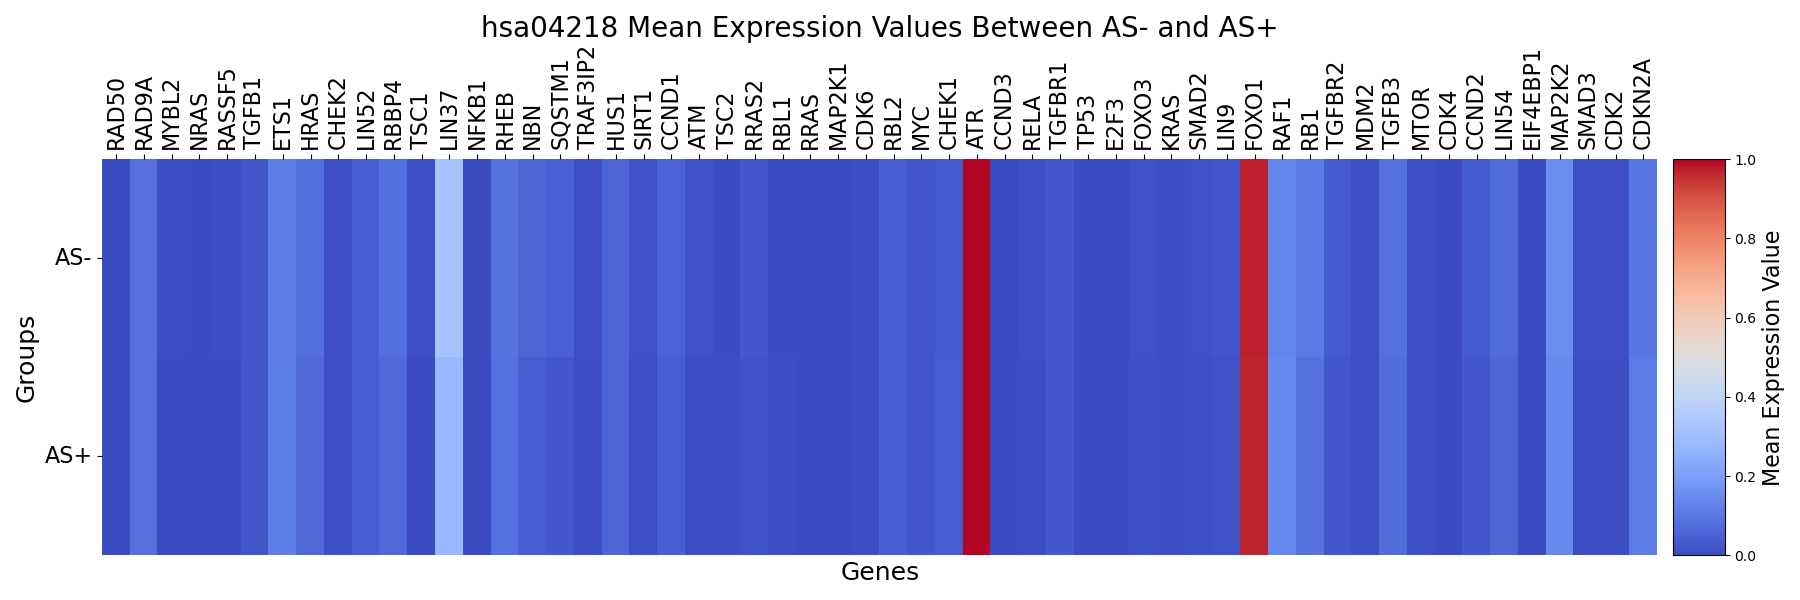 hsa04218 Mean Expression Values Between AS- and AS+
RAD50
RAD9A
MYBL2
NRAS
RASSF5
TGFB1
ETS1
HRAS
CHEK2
LIN52
RBBP4
TSC1
LIN37
NFKB1
RHEB
NBN
SQSTM1
TRAF3IP2
HUS1
SIRT1
CCND1
ATM
TSC2
RRAS2
RBL1
RRAS
MAP2K1
CDK6
RBL2
MYC
CHEK1
ATR
CCND3
RELA
TGFBR1
TP53
E2F3
FOXO3
KRAS
SMAD2
LIN9
FOXO1
RAF1
RB1
TGFBR2
MDM2
TGFB3
MTOR
CDK4
CCND2
LIN54
EIF4EBP1
MAP2K2
SMAD3
CDK2
CDKN2A
AS-
AS+
Groups
Genes
1.0
0.8
0.6
0.4
0.2
0.0
Mean Expression Value